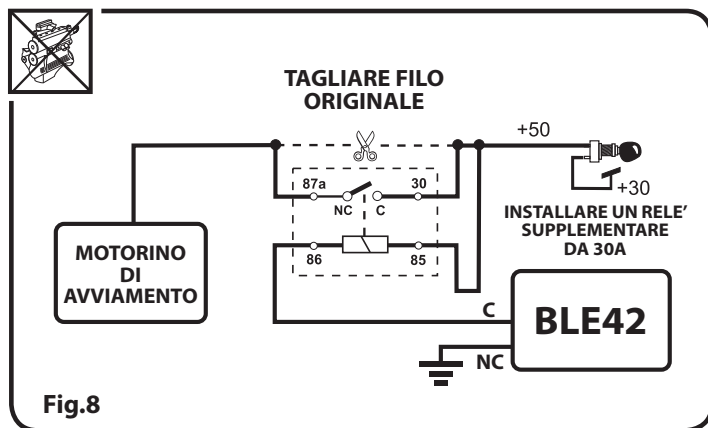 TAGLIARE FILO
ORIGINALE
+50
87a
30
NC
C
+30
INSTALLARE UN RELE’
SUPPLEMENTARE
DA 30A
MOTORINO
DI
AVVIAMENTO
86
85
C
BLE42
NC
Fig.8